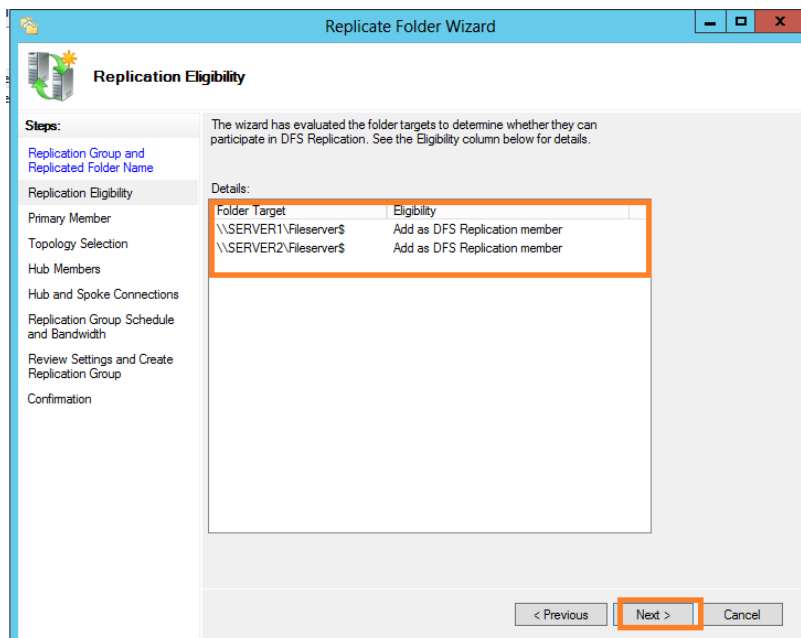 Replicate Folder Wizard
x
Replication Eligibility
Steps:
Replication Group and
Replicated Folder Name
Replication Eligibility
Primary Member
Topology Selection
Hub Members
Hub and Spoke Connections
Replication Group Schedule
and Bandwidth
Review Settings and Create
Replication Group
Confirmation
The wizard has evaluated the folder targets to determine whether they can
participate in DFS Replication. See the Eligibility column below for details.
Details:
Folder Target Eligibility
\\SERVER1\Fileserver$ Add as DFS Replication member
\\SERVER2\Fileserver$ Add as DFS Replication member
< Previous Next > Cancel